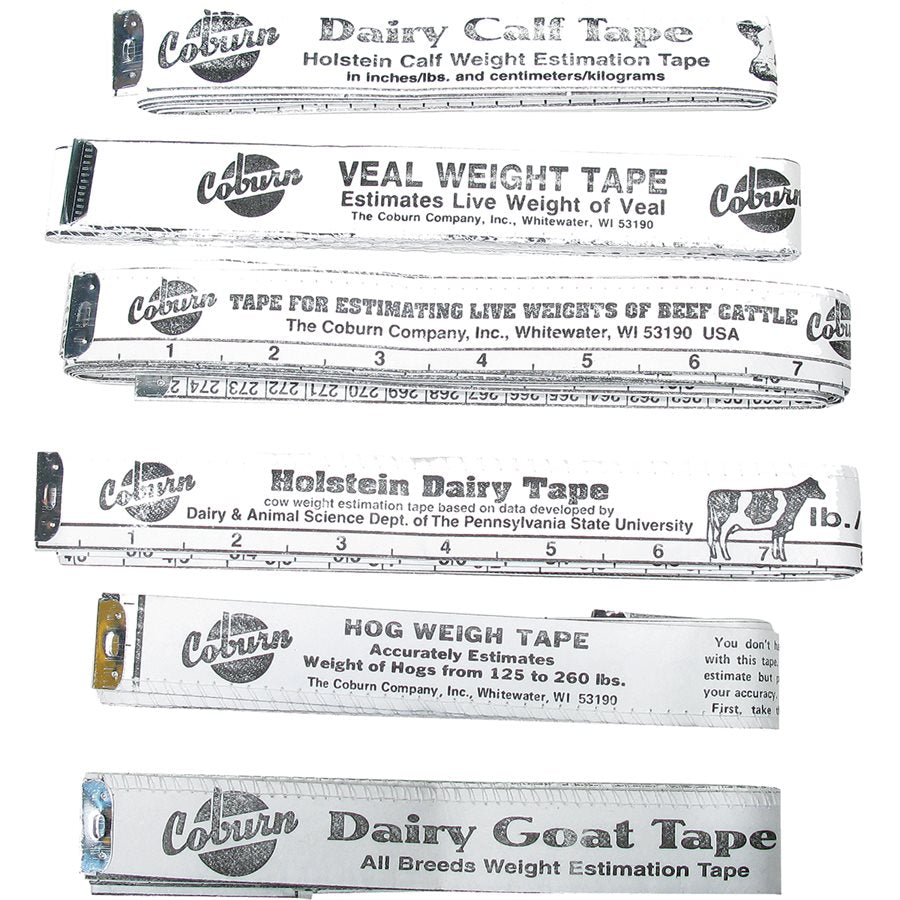 Coburn
Dairy Calf Tape
Holstein Calf Weight Estimation Tape
in inches/lbs. and centimeters/kilograms
Coburn
VEAL WEIGHT TAPE
Estimates Live Weight of Veal
The Coburn Company, Inc., Whitewater, WI 53190
Coburn
Coburn
TAPE FOR ESTIMATING LIVE WEIGHTS OF BEEF CATTLE
The Coburn Company, Inc., Whitewater, WI 53190 USA
Cobu
1 2 3 4 5 6 7
274 273 272 271 270 269 268 267 266 265 264 263 262 261
Coburn
Holstein Dairy Tape
cow weight estimation tape based on data developed by
Dairy & Animal Science Dept. of The Pennsylvania State University
lb./
1 2 3 4 5 6 7
Coburn
HOG WEIGH TAPE
Accurately Estimates
Weight of Hogs from 125 to 260 lbs.
The Coburn Company, Inc., Whitewater, WI 53190
You don't
with this tape.
estimate but
your accuracy.
First, take
Coburn
Dairy Goat Tape
All Breeds Weight Estimation Tape